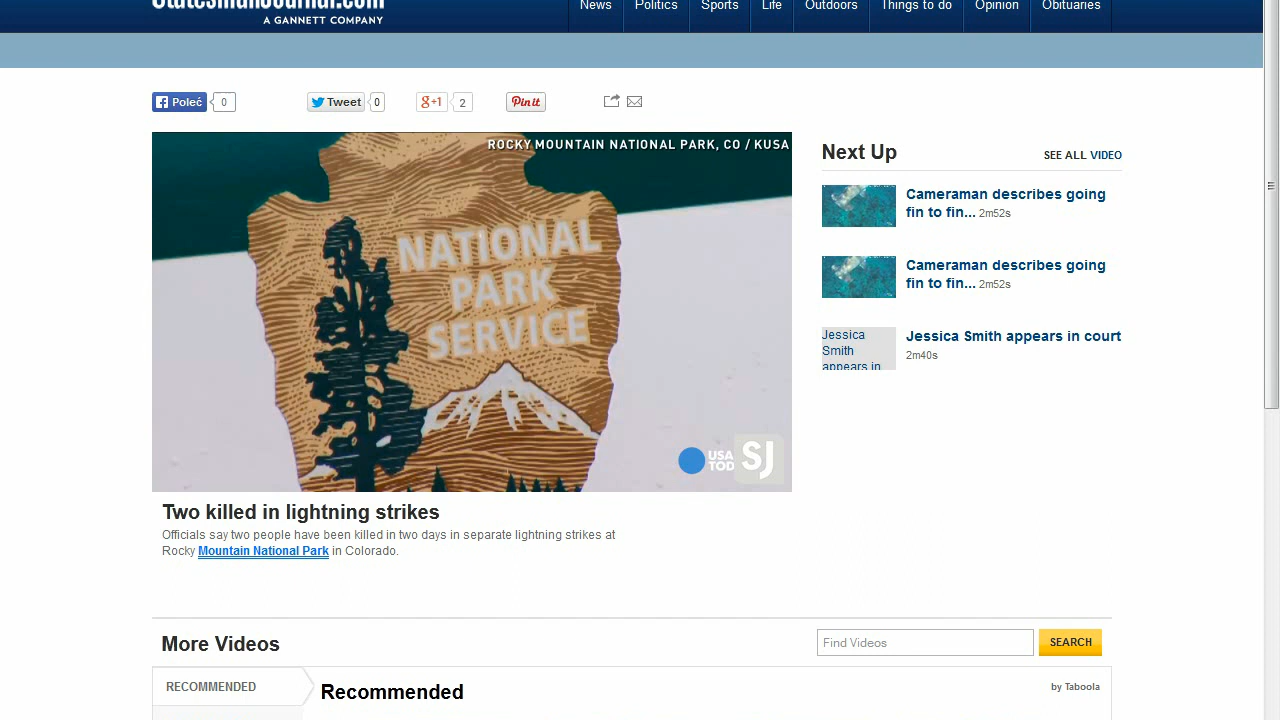 StatesmanJournal.com
A GANNETT COMPANY
News Politics Sports Life Outdoors Things to do Opinion Obituaries
Poleć 0 Tweet 0 g+1 2 Pin it
ROCKY MOUNTAIN NATIONAL PARK, CO / KUSA
NATIONAL
PARK
SERVICE
USA
TOD
SJ
Two killed in lightning strikes
Officials say two people have been killed in two days in separate lightning strikes at
Rocky Mountain National Park in Colorado.
Next Up SEE ALL VIDEO
Cameraman describes going
fin to fin... 2m52s
Cameraman describes going
fin to fin... 2m52s
Jessica
Smith
appears in
Jessica Smith appears in court
2m40s
More Videos Find Videos SEARCH
RECOMMENDED
Recommended by Taboola